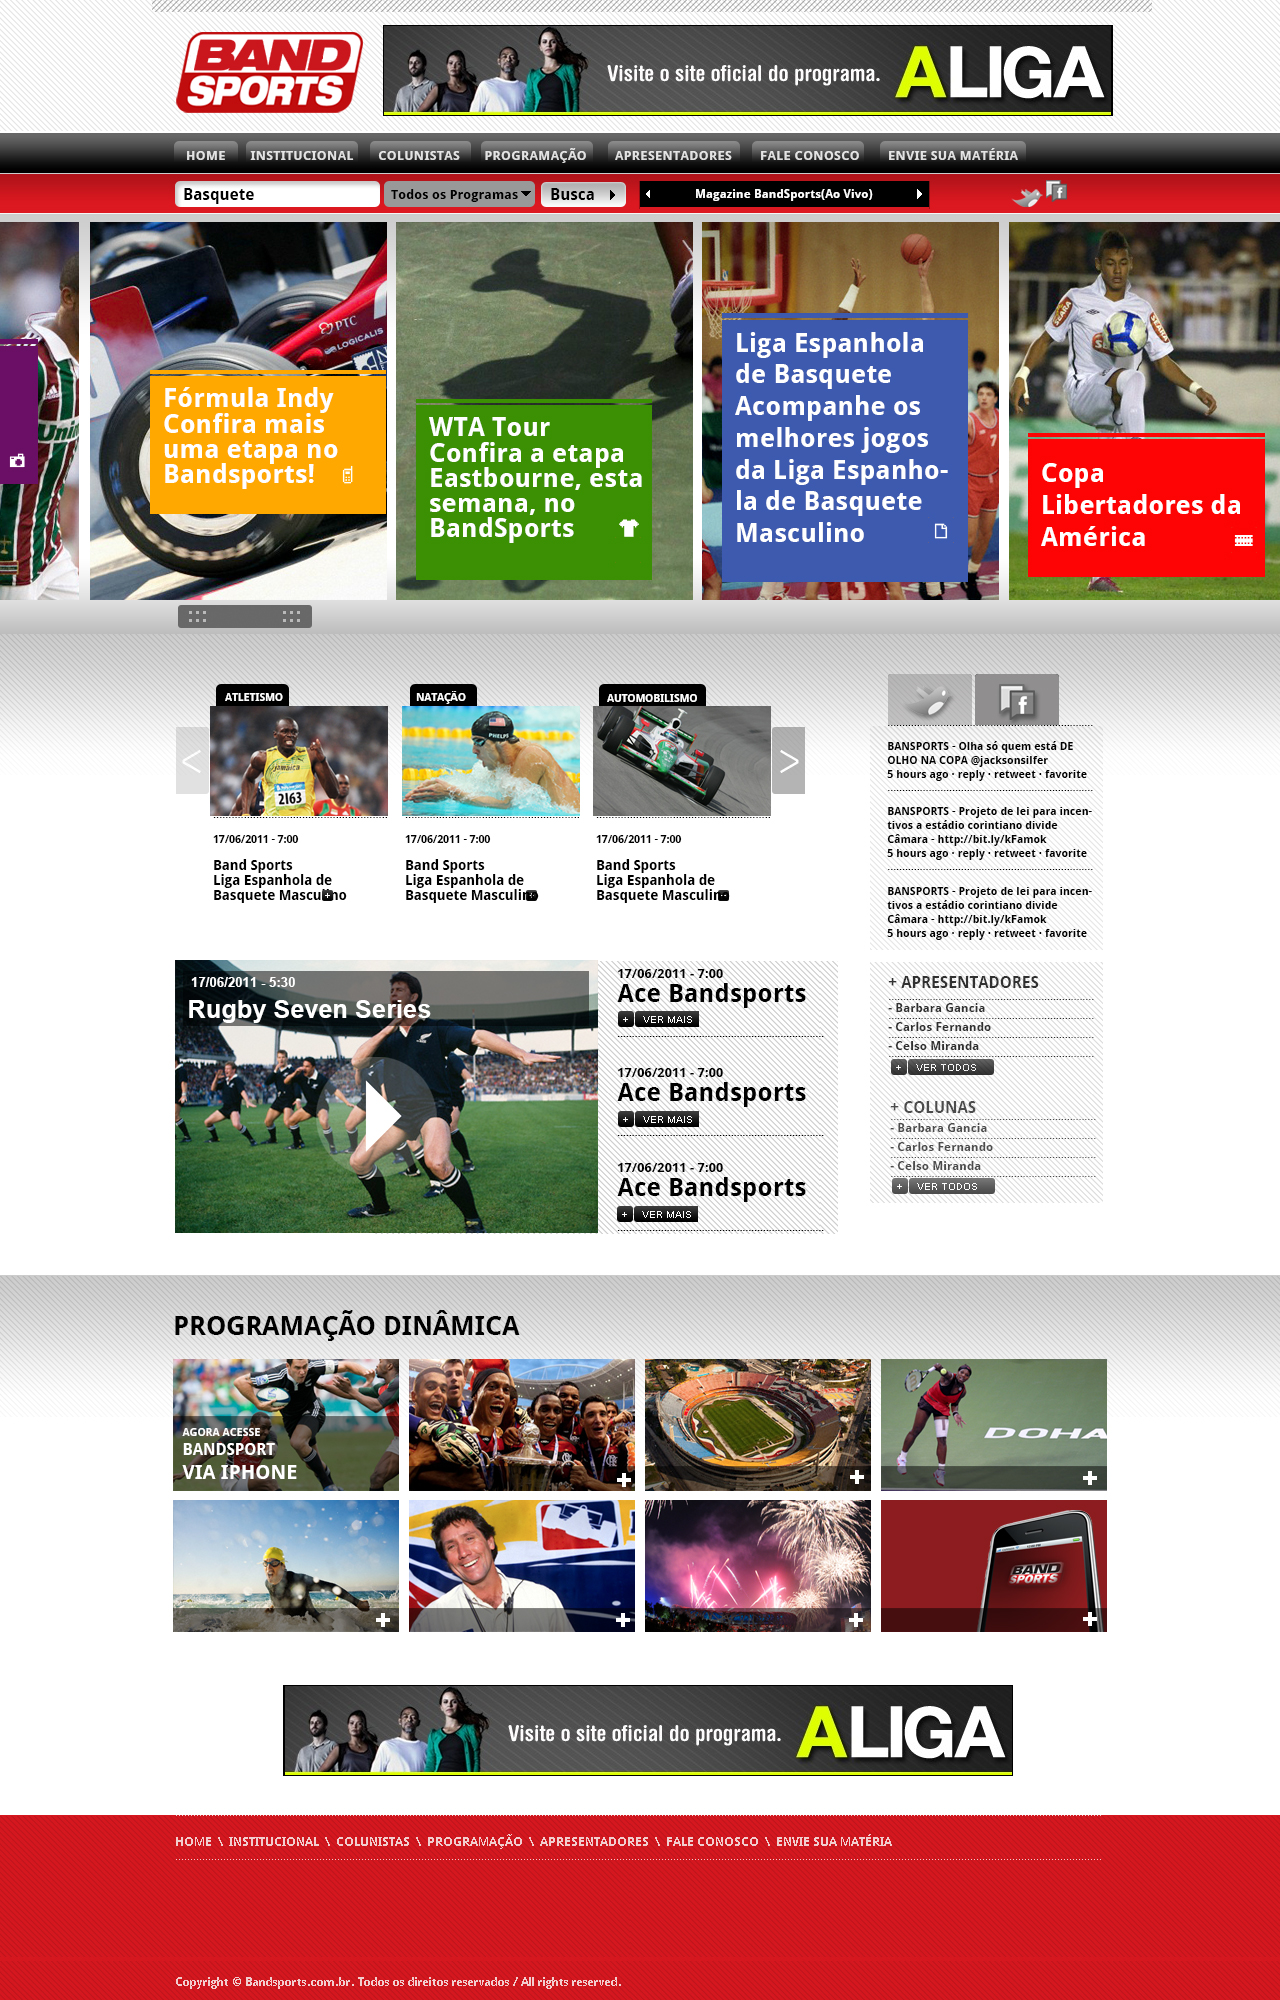 BAND
SPORTS
Visite o site oficial do programa.
ALIGA
HOME
INSTITUCIONAL
COLUNISTAS
PROGRAMAÇÃO
APRESENTADORES
FALE CONOSCO
ENVIE SUA MATÉRIA
Basquete
Todos os Programas
Busca
Magazine BandSports(Ao Vivo)
PTC
LOGICALIS
Fórmula Indy
Confira mais
uma etapa no
Bandsports!
WTA Tour
Confira a etapa
Eastbourne, esta
semana, no
BandSports
Liga Espanhola
de Basquete
Acompanhe os
melhores jogos
da Liga Espanho-
la de Basquete
Masculino
Copa
Libertadores da
América
ATLETISMO
NATAÇÃO
AUTOMOBILISMO
jamaica
2163
PHELPS
<
>
17/06/2011 - 7:00
Band Sports
Liga Espanhola de
Basquete Masculino
17/06/2011 - 7:00
Band Sports
Liga Espanhola de
Basquete Masculino
17/06/2011 - 7:00
Band Sports
Liga Espanhola de
Basquete Masculin
BANSPORTS - Olha só quem está DE
OLHO NA COPA @jacksonsilfer
5 hours ago · reply · retweet · favorite
BANSPORTS - Projeto de lei para incen-
tivos a estádio corintiano divide
Câmara - http://bit.ly/kFamok
5 hours ago · reply · retweet · favorite
BANSPORTS - Projeto de lei para incen-
tivos a estádio corintiano divide
Câmara - http://bit.ly/kFamok
5 hours ago · reply · retweet · favorite
17/06/2011 - 5:30
Rugby Seven Series
17/06/2011 - 7:00
Ace Bandsports
+ VER MAIS
17/06/2011 - 7:00
Ace Bandsports
+ VER MAIS
17/06/2011 - 7:00
Ace Bandsports
+ VER MAIS
+ APRESENTADORES
- Barbara Gancia
- Carlos Fernando
- Celso Miranda
+ VER TODOS
+ COLUNAS
- Barbara Gancia
- Carlos Fernando
- Celso Miranda
+ VER TODOS
PROGRAMAÇÃO DINÂMICA
AGORA ACESSE
BANDSPORT
VIA IPHONE
DOHA
BAND
SPORTS
Visite o site oficial do programa.
ALIGA
HOME \ INSTITUCIONAL \ COLUNISTAS \ PROGRAMAÇÃO \ APRESENTADORES \ FALE CONOSCO \ ENVIE SUA MATÉRIA
Copyright © Bandsports.com.br. Todos os direitos reservados / All rights reserved.